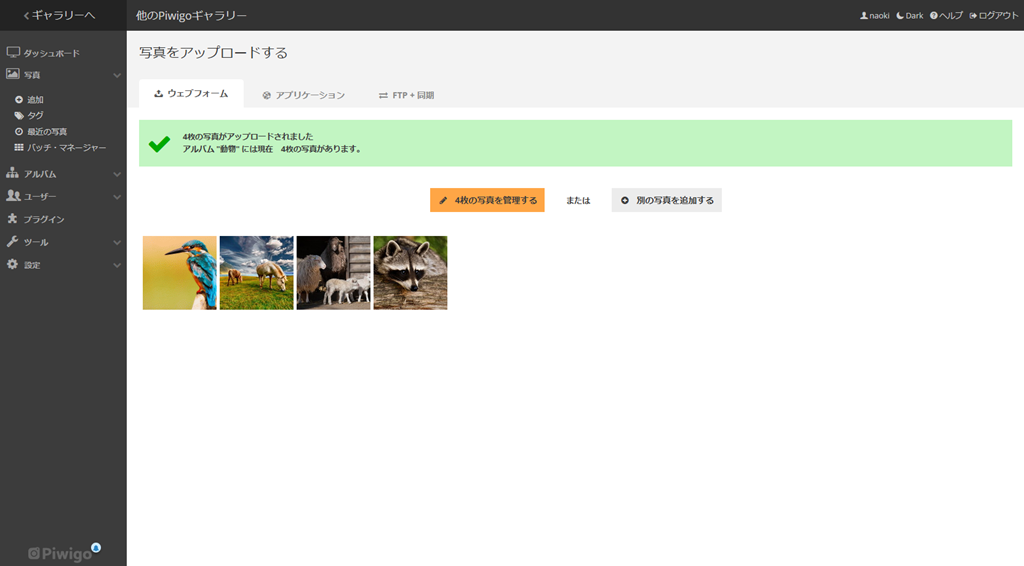 ギャラリーへ
他のPiwigoギャラリー
naoki Dark ヘルプ ログアウト
ダッシュボード
写真
追加
タグ
最近の写真
バッチ・マネージャー
アルバム
ユーザー
プラグイン
ツール
設定
Piwigo
写真をアップロードする
ウェブフォーム
アプリケーション
FTP + 同期
4枚の写真がアップロードされました
アルバム "動物" には現在　4枚の写真があります。
4枚の写真を管理する
または
別の写真を追加する